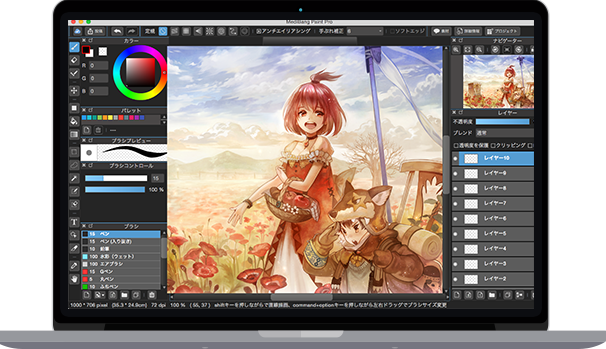 MediBang Paint Pro
定規
アンチエイリアシング
手ぶれ補正
ソフトエッジ
プロジェクト
カラー
R 0
G 0
B 0
パレット
ブラシプレビュー
ブラシコントロール
15
100 %
ブラシ
15 ペン
15 ペン (入り抜き)
10 鉛筆
100 水彩 (ウェット)
100 エアブラシ
15 Gペン
5 丸ペン
ナビゲーター
レイヤー
不透明度
ブレンド 通常
透明度を保護 クリッピング
レイヤー10
レイヤー9
レイヤー8
レイヤー7
レイヤー6
レイヤー5
レイヤー4
レイヤー3
レイヤー2
1000 * 706 pixel (35.3 * 24.9cm) 72 dpi 100 % (55, 37) shiftキーを押しながらで直線描画、command+optionキーを押しながら左右ドラッグでブラシサイズ変更